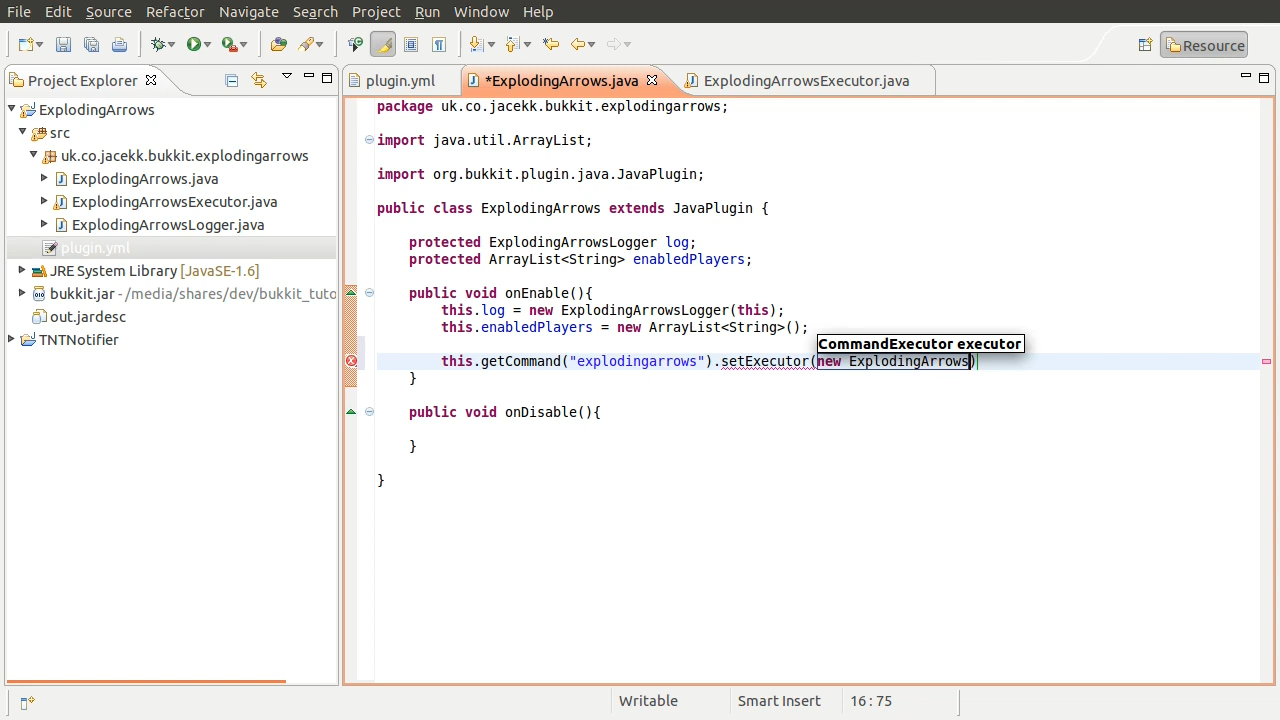 File Edit Source Refactor Navigate Search Project Run Window Help
Resource
Project Explorer
plugin.yml
*ExplodingArrows.java
ExplodingArrowsExecutor.java
ExplodingArrows
src
uk.co.jacekk.bukkit.explodingarrows
ExplodingArrows.java
ExplodingArrowsExecutor.java
ExplodingArrowsLogger.java
plugin.yml
JRE System Library [JavaSE-1.6]
bukkit.jar - /media/shares/dev/bukkit_tuto
out.jardesc
TNTNotifier
package uk.co.jacekk.bukkit.explodingarrows;
import java.util.ArrayList;
import org.bukkit.plugin.java.JavaPlugin;
public class ExplodingArrows extends JavaPlugin {
protected ExplodingArrowsLogger log;
protected ArrayList<String> enabledPlayers;
public void onEnable(){
this.log = new ExplodingArrowsLogger(this);
this.enabledPlayers = new ArrayList<String>();
CommandExecutor executor
this.getCommand("explodingarrows").setExecutor(new ExplodingArrows)
}
public void onDisable(){
}
}
Writable
Smart Insert
16 : 75